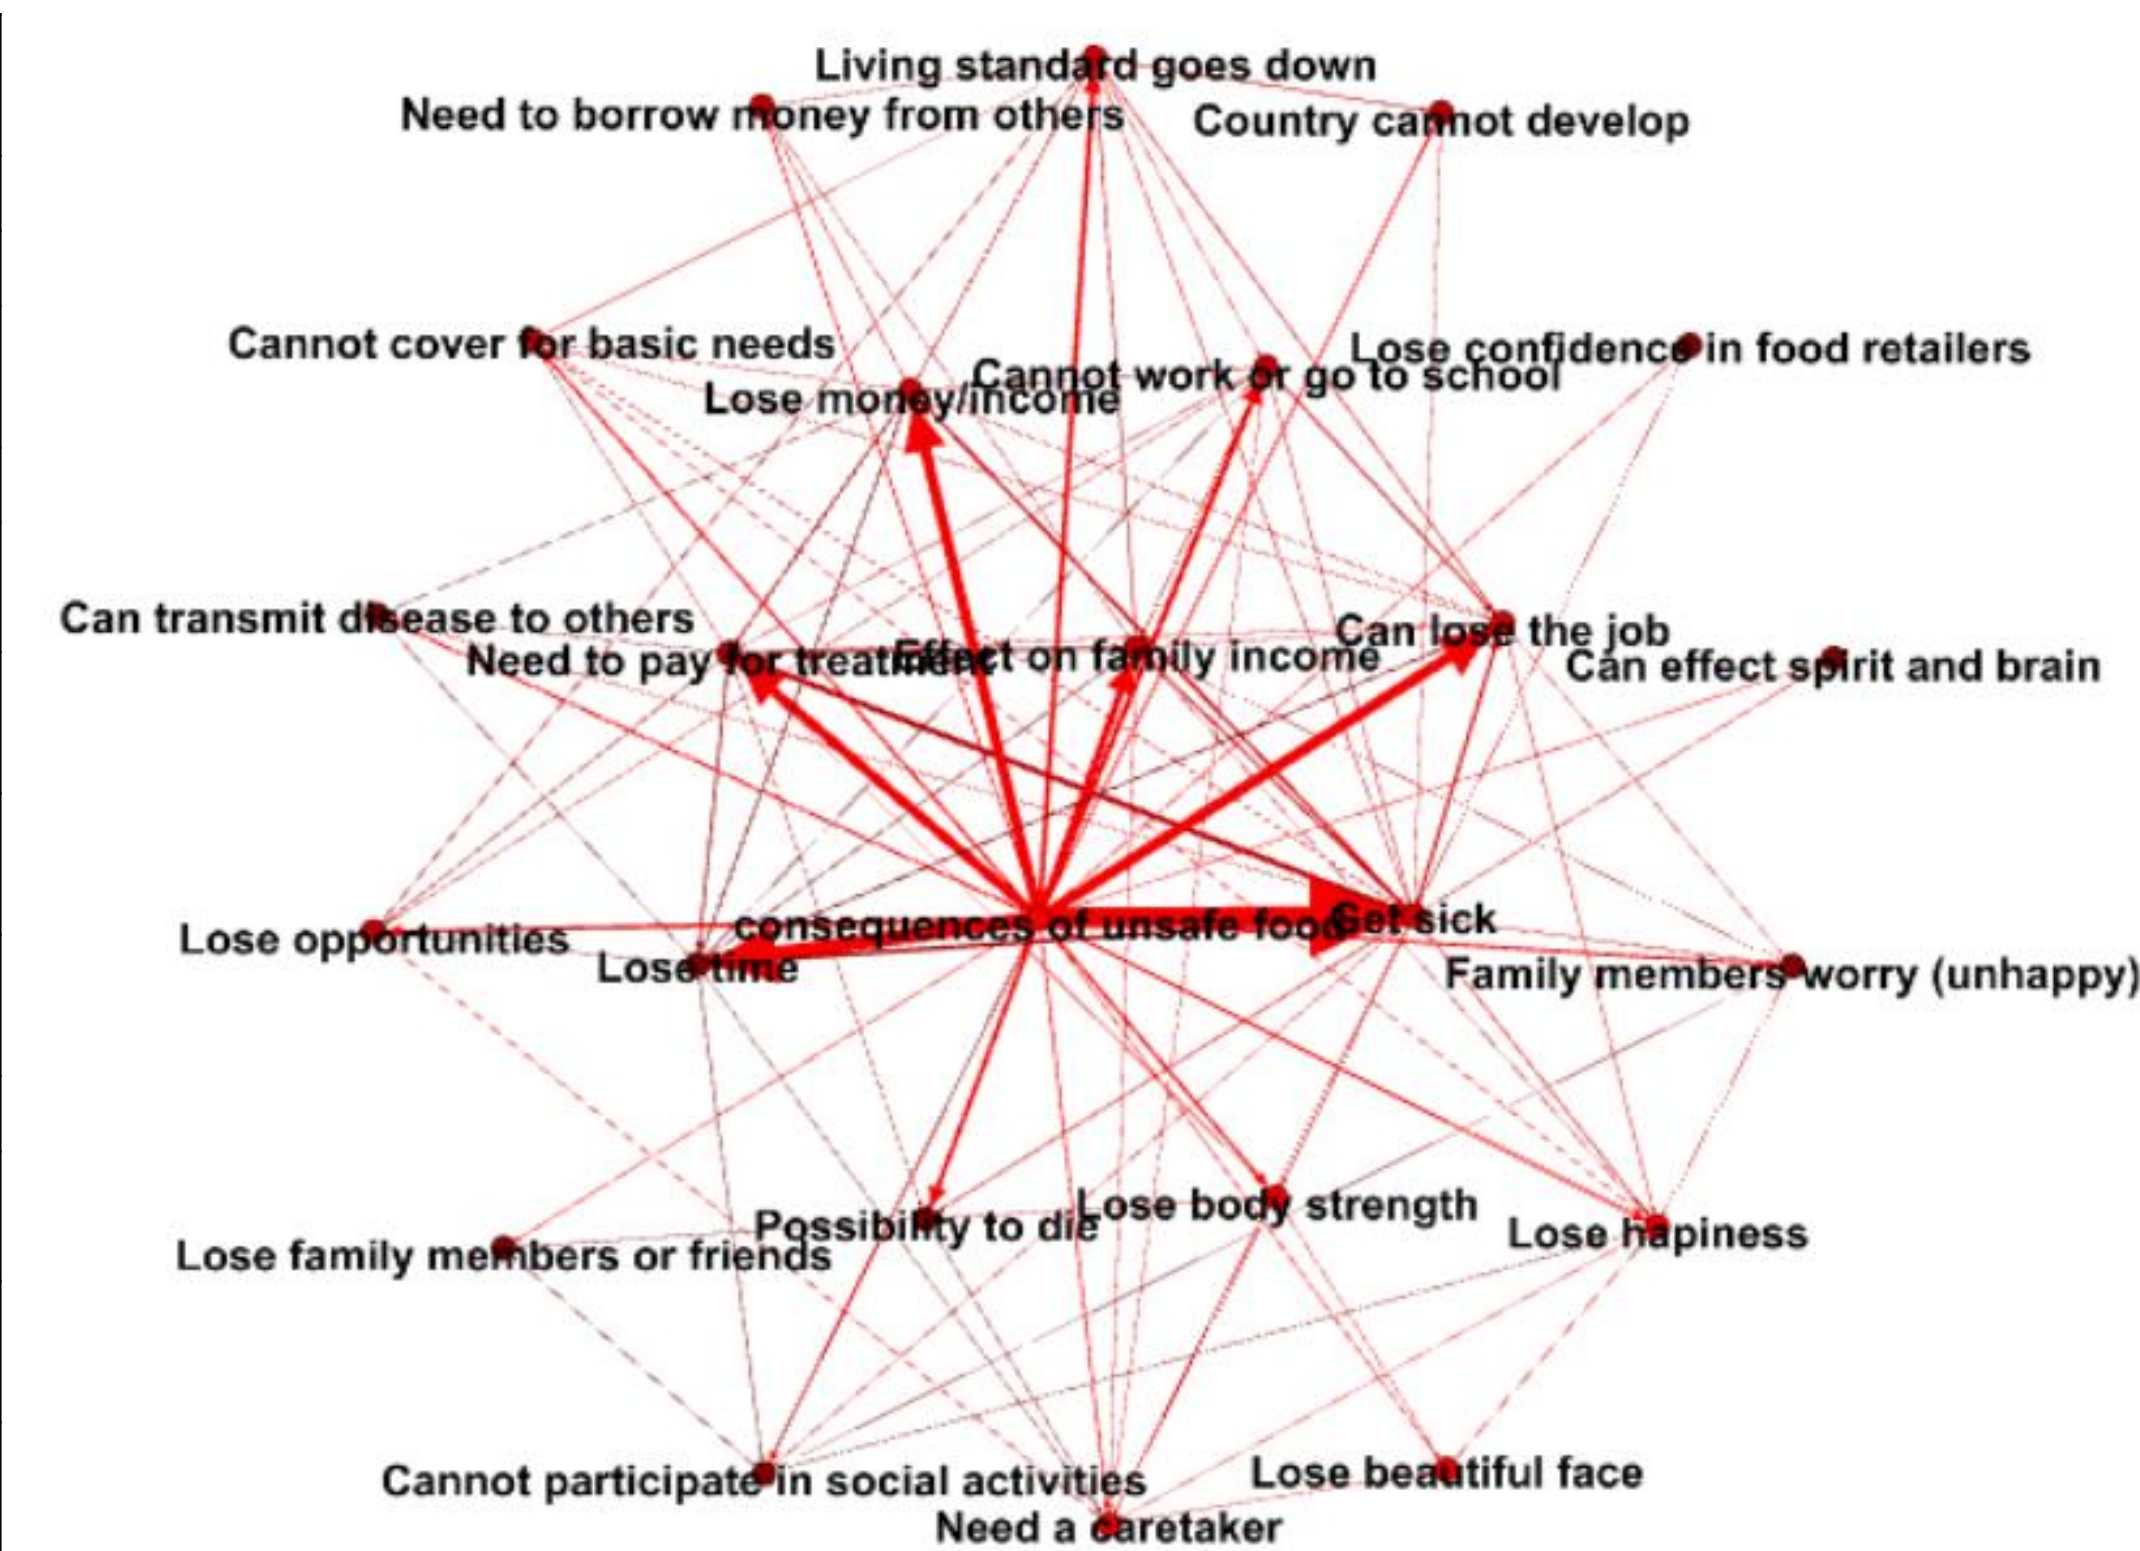 Living standard goes down
Need to borrow money from others
Country cannot develop
Cannot cover for basic needs
Lose confidence in food retailers
Cannot work or go to school
Lose money/income
Can transmit disease to others
Can lose the job
Need to pay for treatment
Effect on family income
Can effect spirit and brain
consequences of unsafe food
Get sick
Lose opportunities
Lose time
Family members worry (unhappy)
Lose body strength
Possibility to die
Lose hapiness
Lose family members or friends
Cannot participate in social activities
Lose beautiful face
Need a caretaker